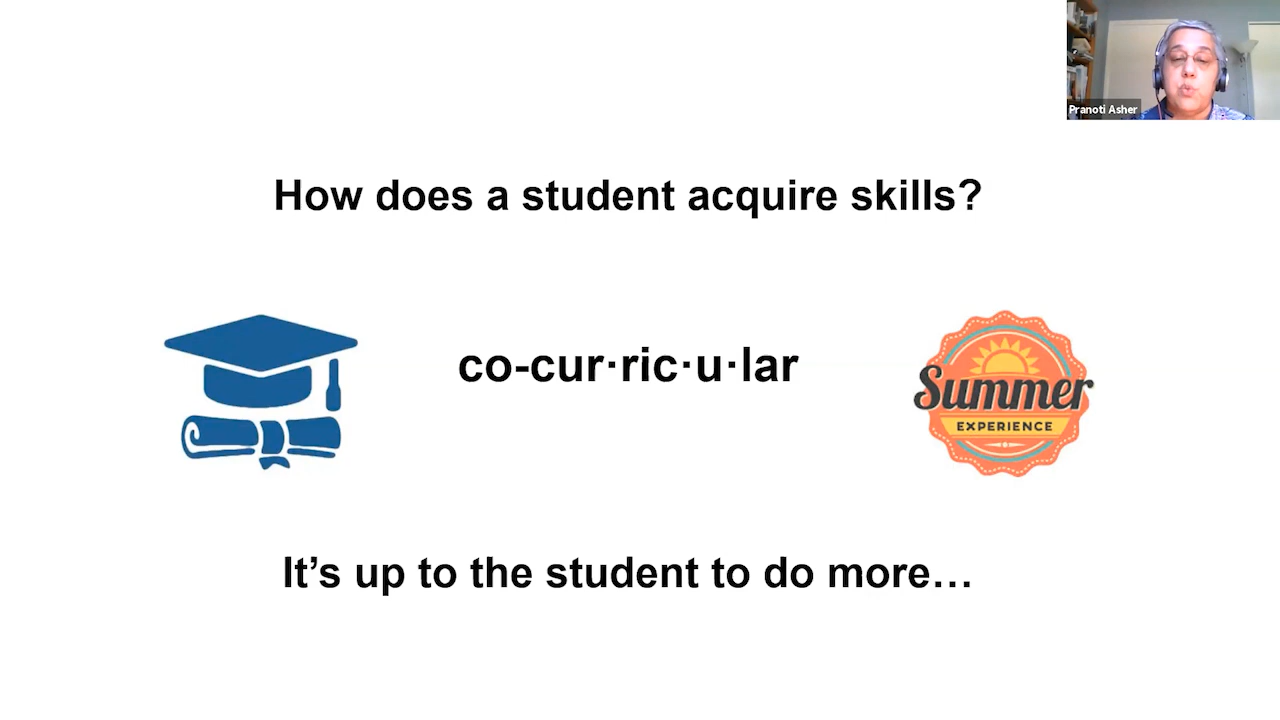 Pranoti Asher
How does a student acquire skills?
co-cur·ric·u·lar
Summer
EXPERIENCE
It’s up to the student to do more…